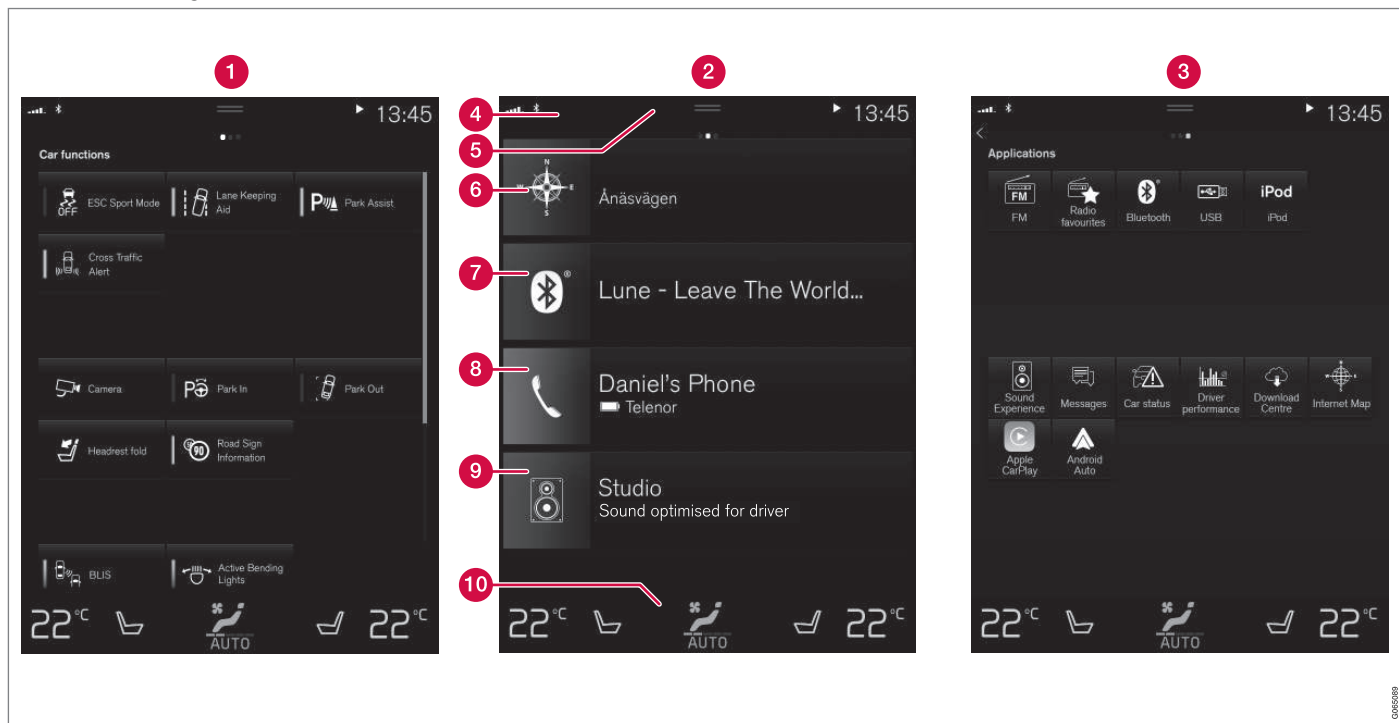 1
2
3
13:45
Car functions
OFF
ESC Sport Mode
Lane Keeping
Aid
P
Park Assist
Cross Traffic
Alert
Camera
P
Park In
Park Out
Headrest fold
90
Road Sign
Information
BLIS
Active Bending
Lights
22°C
AUTO
22°C
4
5
6
7
8
9
10
13:45
N
W
E
S
Ånäsvägen
®
Lune - Leave The World...
Daniel's Phone
Telenor
Studio
Sound optimised for driver
22°C
AUTO
22°C
13:45
Applications
FM
FM
Radio
favourites
Bluetooth
USB
iPod
iPod
Sound
Experience
Messages
Car status
Driver
performance
Download
Centre
Internet Map
Apple
CarPlay
Android
Auto
22°C
AUTO
22°C
G065089